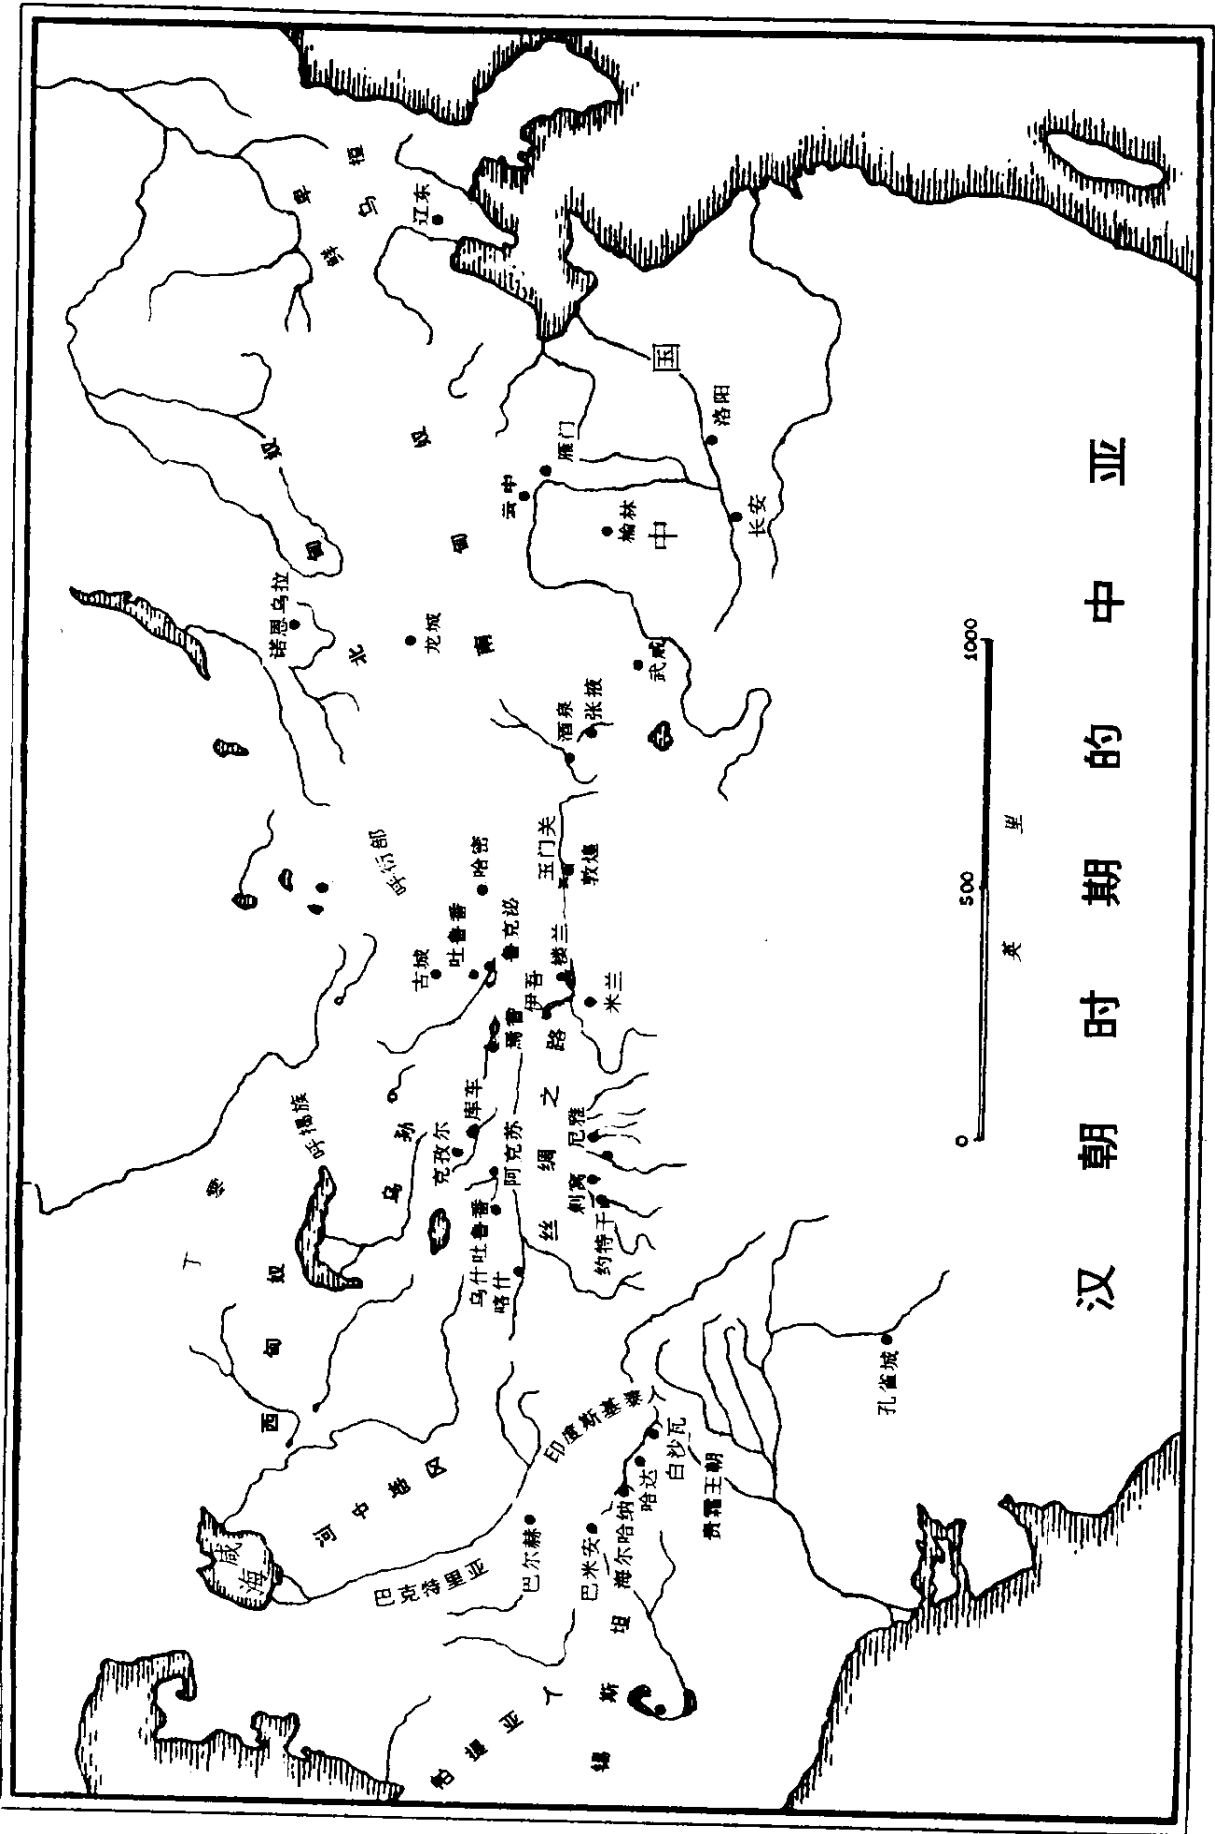 汉朝时期的中亚
0 500 1000
英里
中国
乌桓
鲜卑
辽东
北匈奴
南匈奴
诺恩乌拉
龙城
云中
雁门
榆林
洛阳
长安
武威
张掖
酒泉
玉门关
敦煌
呼衍部
哈密
古城
吐鲁番
鲁克沁
楼兰
伊吾
米兰
焉耆
丝绸之路
呼揭族
丁零
乌孙
库车
克孜尔
阿克苏
乌什吐鲁番
喀什
尼雅
约特干
西匈奴
咸海
河中地区
巴克特里亚
巴尔赫
巴米安
海尔哈纳
哈达
白沙瓦
印度斯基泰人
贵霜王朝
孔雀城
帕提亚人
锡斯坦